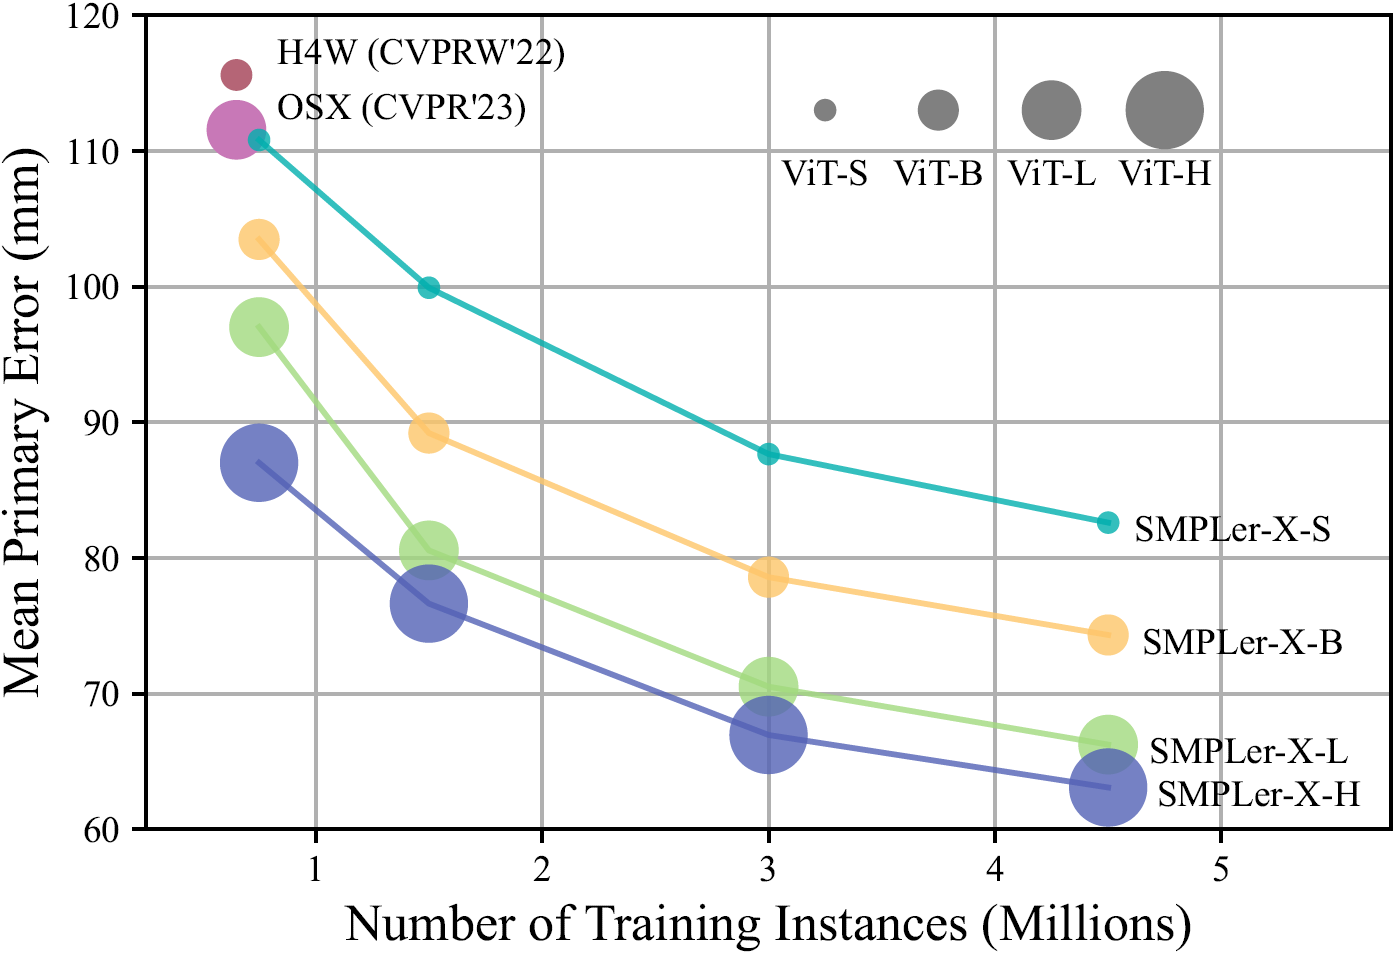 120
110
100
90
80
70
60
Mean Primary Error (mm)
H4W (CVPRW'22)
OSX (CVPR'23)
ViT-S ViT-B ViT-L ViT-H
SMPLer-X-S
SMPLer-X-B
SMPLer-X-L
SMPLer-X-H
1 2 3 4 5
Number of Training Instances (Millions)